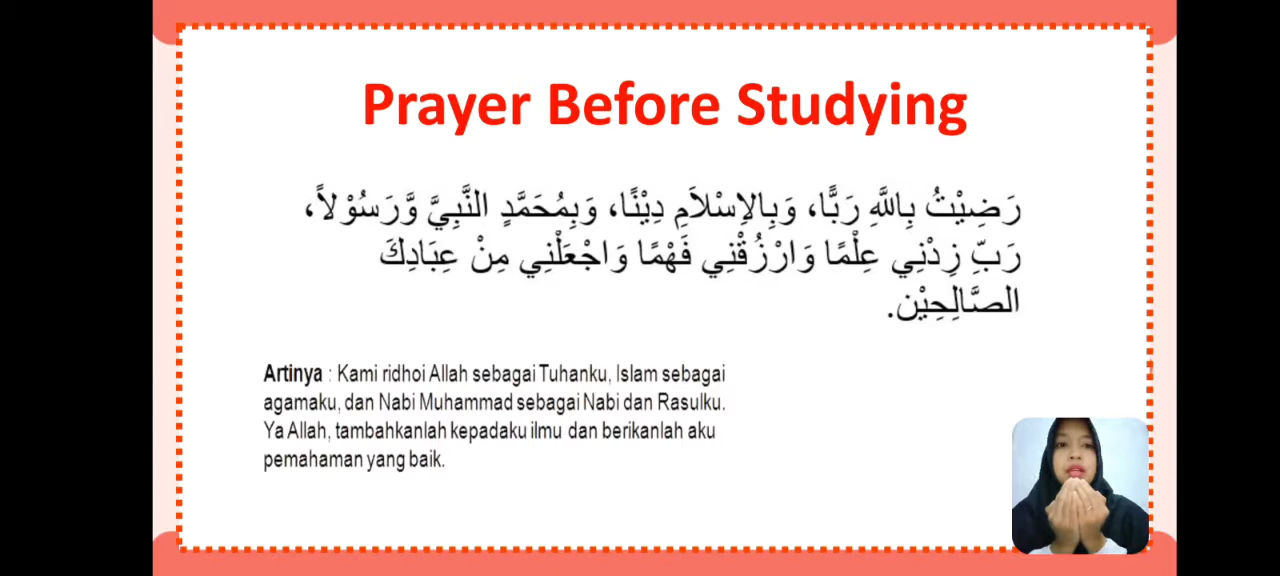 Prayer Before Studying
رَضِيْتُ بِاللَّهِ رَبًّا، وَبِالاِسْلاَمِ دِيْنًا، وَبِمُحَمَّدٍ النَّبِيَّ وَّرَسُوْلاً،
رَبِّ زِدْنِي عِلْمًا وَارْزُقْنِي فَهْمًا وَاجْعَلْنِي مِنْ عِبَادِكَ
الصَّالِحِيْن.
Artinya : Kami ridhoi Allah sebagai Tuhanku, Islam sebagai
agamaku, dan Nabi Muhammad sebagai Nabi dan Rasulku.
Ya Allah, tambahkanlah kepadaku ilmu dan berikanlah aku
pemahaman yang baik.